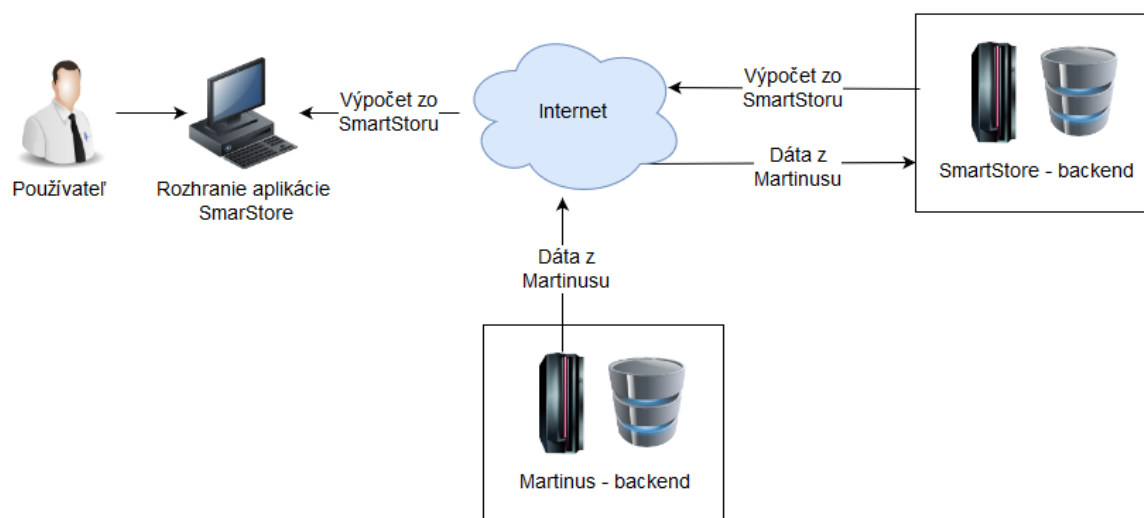 Používateľ
Rozhranie aplikácie
SmarStore
Výpočet zo
SmartStoru
Internet
Výpočet zo
SmartStoru
Dáta z
Martinusu
SmartStore - backend
Dáta z
Martinusu
Martinus - backend